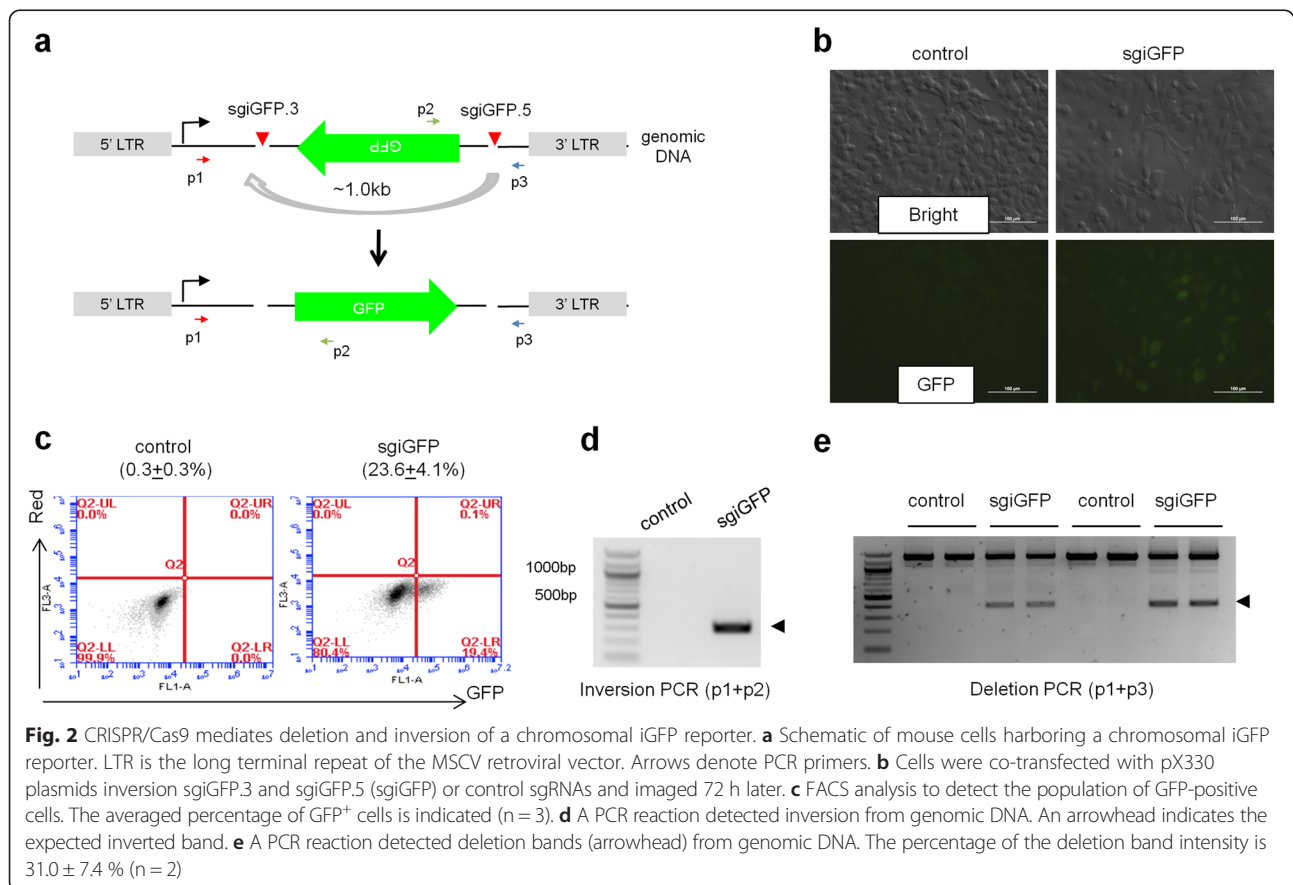 a
sgiGFP.3
p2
sgiGFP.5
5' LTR
GFP
3' LTR
genomic
DNA
p1
~1.0kb
p3
5' LTR
GFP
3' LTR
p1
p2
p3
b
control
sgiGFP
Bright
100 μm
100 μm
GFP
100 μm
100 μm
c
control
(0.3±0.3%)
sgiGFP
(23.6±4.1%)
Red
Q2-UL
0.0%
Q2-UR
0.0%
Q2
Q2-LL
99.9%
Q2-LR
0.0%
FL3-A
FL1-A
Q2-UL
0.0%
Q2-UR
0.1%
Q2
Q2-LL
80.4%
Q2-LR
19.4%
FL3-A
FL1-A
GFP
d
control
sgiGFP
1000bp
500bp
Inversion PCR (p1+p2)
e
control
sgiGFP
control
sgiGFP
Deletion PCR (p1+p3)
Fig. 2 CRISPR/Cas9 mediates deletion and inversion of a chromosomal iGFP reporter. a Schematic of mouse cells harboring a chromosomal iGFP
reporter. LTR is the long terminal repeat of the MSCV retroviral vector. Arrows denote PCR primers. b Cells were co-transfected with pX330
plasmids inversion sgiGFP.3 and sgiGFP.5 (sgiGFP) or control sgRNAs and imaged 72 h later. c FACS analysis to detect the population of GFP-positive
cells. The averaged percentage of GFP+ cells is indicated (n = 3). d A PCR reaction detected inversion from genomic DNA. An arrowhead indicates the
expected inverted band. e A PCR reaction detected deletion bands (arrowhead) from genomic DNA. The percentage of the deletion band intensity is
31.0 ± 7.4 % (n = 2)